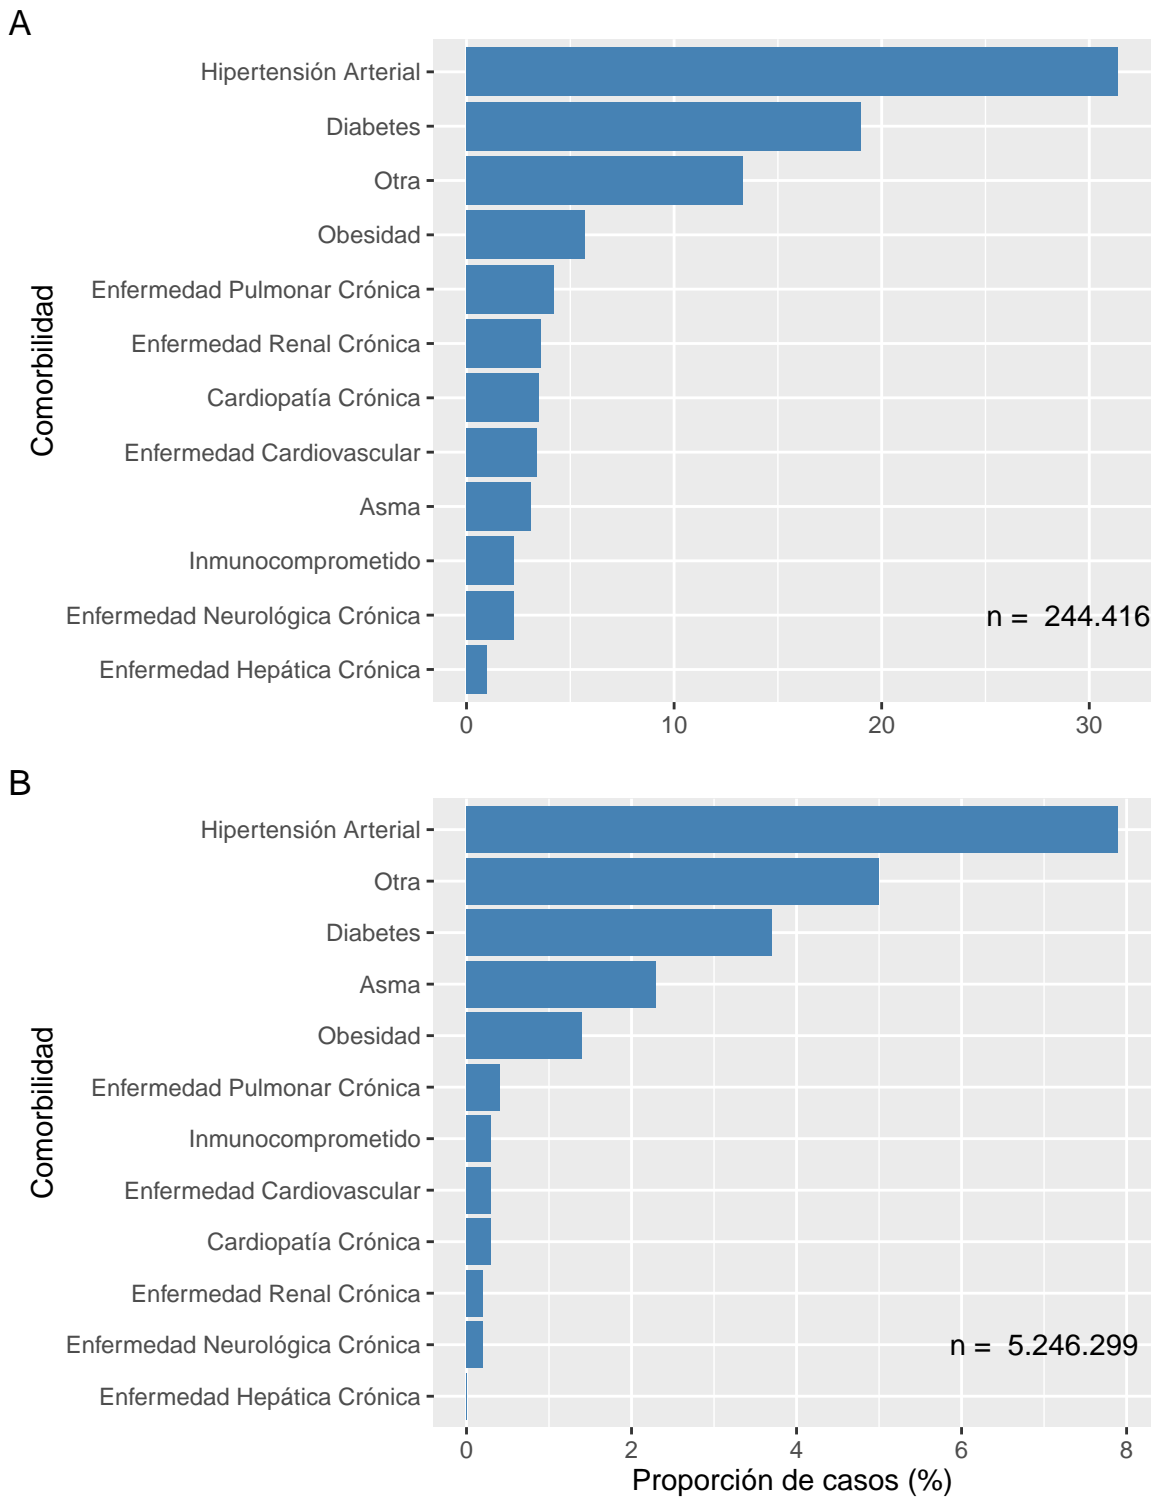 A
Hipertensión Arterial
Diabetes
Otra
Obesidad
Enfermedad Pulmonar Crónica
Enfermedad Renal Crónica
Cardiopatía Crónica
Enfermedad Cardiovascular
Asma
Inmunocomprometido
Enfermedad Neurológica Crónica
Enfermedad Hepática Crónica
Comorbilidad
n =  244.416
0 10 20 30
B
Hipertensión Arterial
Otra
Diabetes
Asma
Obesidad
Enfermedad Pulmonar Crónica
Inmunocomprometido
Enfermedad Cardiovascular
Cardiopatía Crónica
Enfermedad Renal Crónica
Enfermedad Neurológica Crónica
Enfermedad Hepática Crónica
Comorbilidad
n =  5.246.299
0 2 4 6 8
Proporción de casos (%)